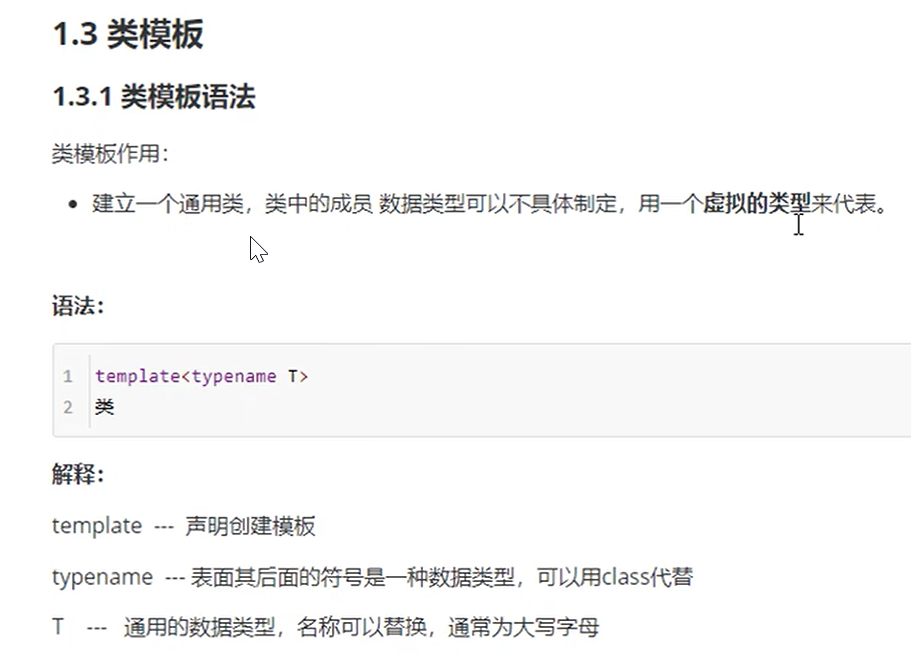 1.3 类模板
1.3.1 类模板语法
类模板作用：
• 建立一个通用类，类中的成员 数据类型可以不具体制定，用一个虚拟的类型来代表。
语法：
1 template<typename T>
2 类
解释：
template --- 声明创建模板
typename --- 表面其后面的符号是一种数据类型，可以用class代替
T --- 通用的数据类型，名称可以替换，通常为大写字母